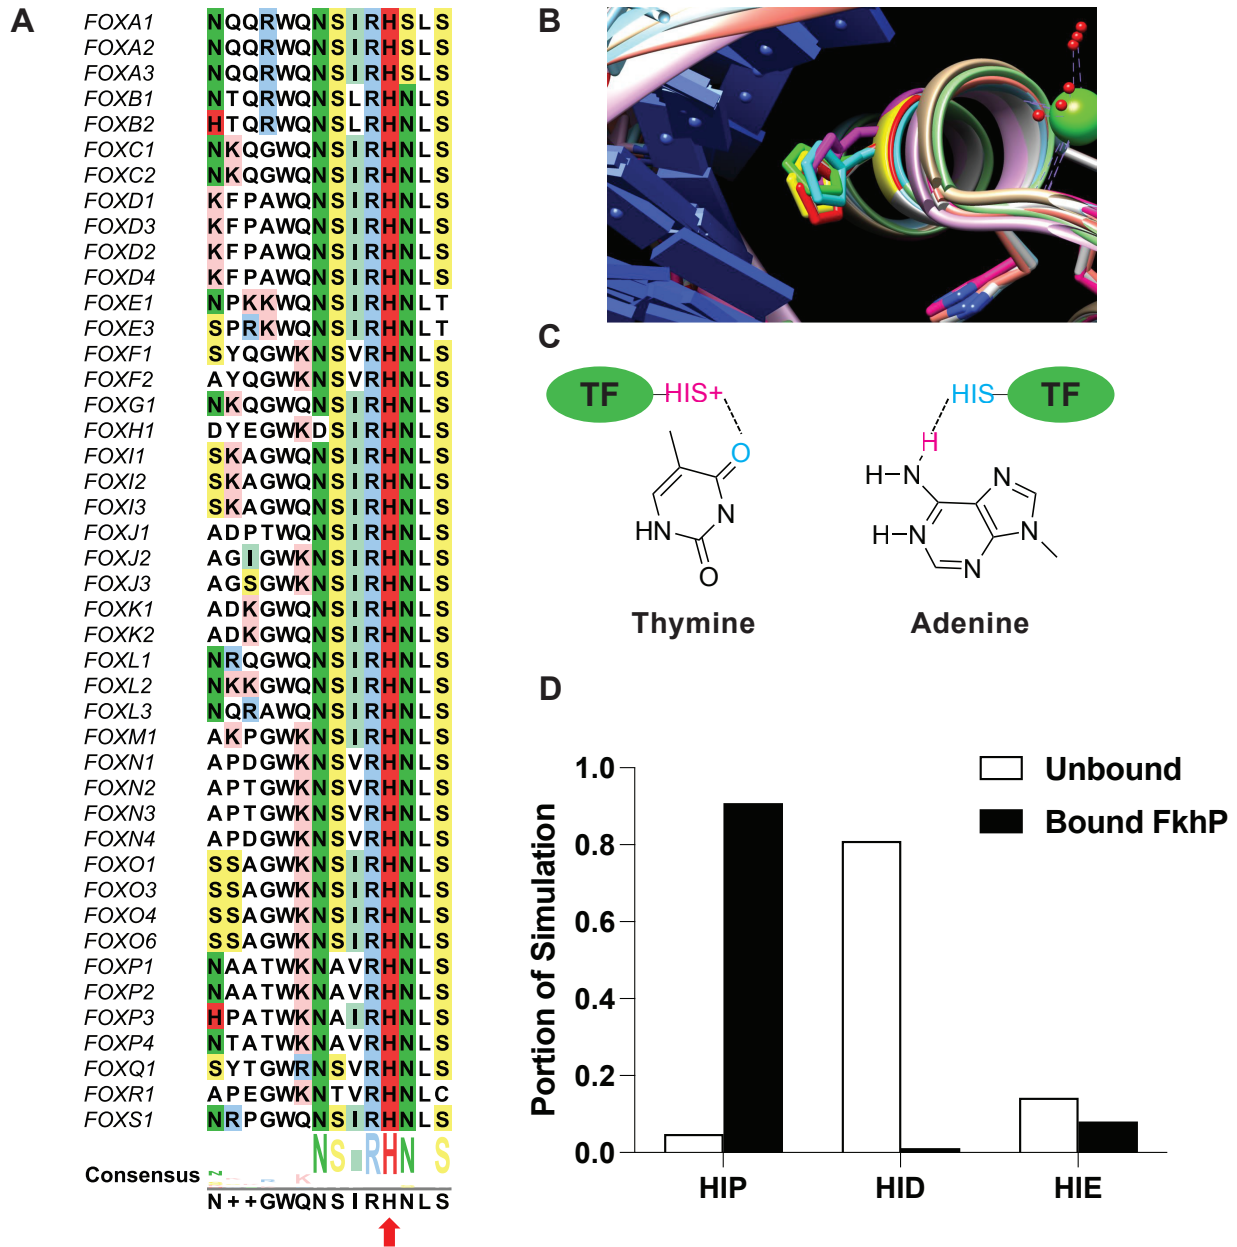 A
FOXA1 NQQRWQNSIRHSLS
FOXA2 NQQRWQNSIRHSLS
FOXA3 NQQRWQNSIRHSLS
FOXB1 NTQRWQNSLRHNLS
FOXB2 HTQRWQNSLRHNLS
FOXC1 NKQGWQNSIRHNLS
FOXC2 NKQGWQNSIRHNLS
FOXD1 KFPAWQNSIRHNLS
FOXD3 KFPAWQNSIRHNLS
FOXD2 KFPAWQNSIRHNLS
FOXD4 KFPAWQNSIRHNLS
FOXE1 NPKKWQNSIRHNLT
FOXE3 SPRKWQNSIRHNLT
FOXF1 SYQGWKNSVRHNLS
FOXF2 AYQGWKNSVRHNLS
FOXG1 NKQGWQNSIRHNLS
FOXH1 DYEGWKDSIRHNLS
FOXI1 SKAGWQNSIRHNLS
FOXI2 SKAGWQNSIRHNLS
FOXI3 SKAGWQNSIRHNLS
FOXJ1 ADPTWQNSIRHNLS
FOXJ2 AGIGWKNSIRHNLS
FOXJ3 AGSGWKNSIRHNLS
FOXK1 ADKGWQNSIRHNLS
FOXK2 ADKGWQNSIRHNLS
FOXL1 NRQGWQNSIRHNLS
FOXL2 NKKGWQNSIRHNLS
FOXL3 NQRAWQNSIRHNLS
FOXM1 AKPGWKNSIRHNLS
FOXN1 APDGWKNSVRHNLS
FOXN2 APTGWKNSVRHNLS
FOXN3 APTGWKNSVRHNLS
FOXN4 APDGWKNSVRHNLS
FOXO1 SSAGWKNSIRHNLS
FOXO3 SSAGWKNSIRHNLS
FOXO4 SSAGWKNSIRHNLS
FOXO6 SSAGWKNSIRHNLS
FOXP1 NAATWKNAVRHNLS
FOXP2 NAATWKNAVRHNLS
FOXP3 HPATWKNAIRHNLS
FOXP4 NTATWKNAVRHNLS
FOXQ1 SYTGWRNSVRHNLS
FOXR1 APEGWKNTVRHNLC
FOXS1 NRPGWQNSIRHNLS
NS RHN S
Consensus
N++GWQNSIRHNLS
B
C
TF HIS+
O
N
HN
O
Thymine
HIS TF
H
H-N
N
H-N
N
N
Adenine
D
Unbound
Bound FkhP
Portion of Simulation
1.0
0.8
0.6
0.4
0.2
0.0
HIP HID HIE